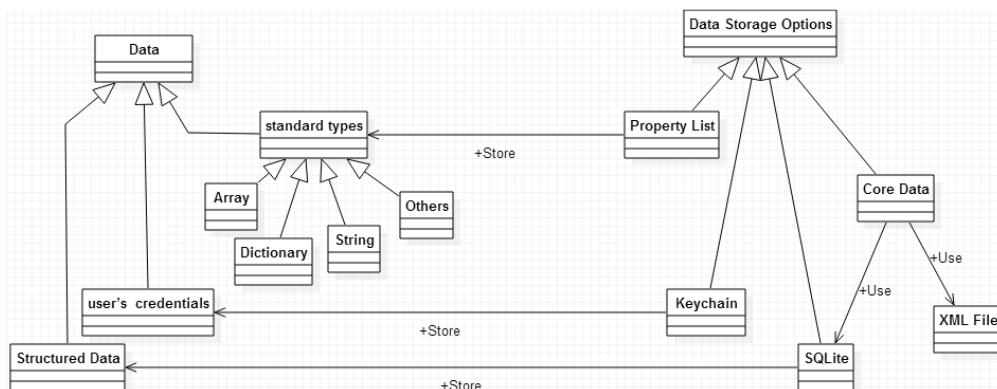 Data Storage Options
Data
standard types
Property List
+Store
Array
Others
Core Data
Dictionary
String
+Use
+Use
user's credentials
Keychain
XML File
+Store
Structured Data
SQLite
+Store